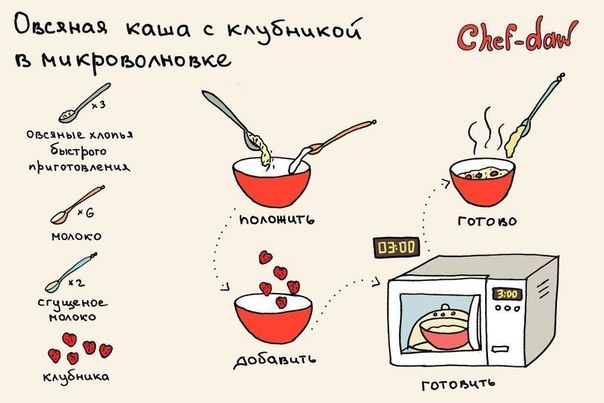 Овсяная каша с клубникой
в микроволновке
Chef-daw
×3
овсяные хлопья
быстрого
приготовления
×6
молоко
×2
сгущеное
молоко
клубника
положить
добавить
03:00
3:00
готовить
готово